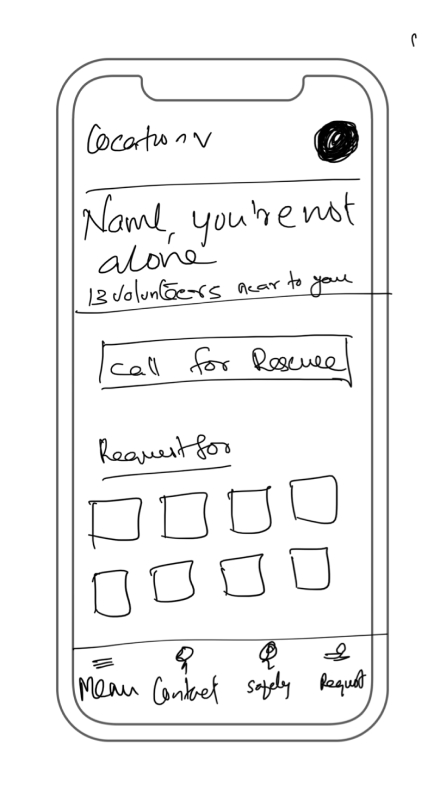 Location v
Name, you're not
alone
13 volunteers near to you
Call for Rescue
Request for
Menu Contact Safety Request